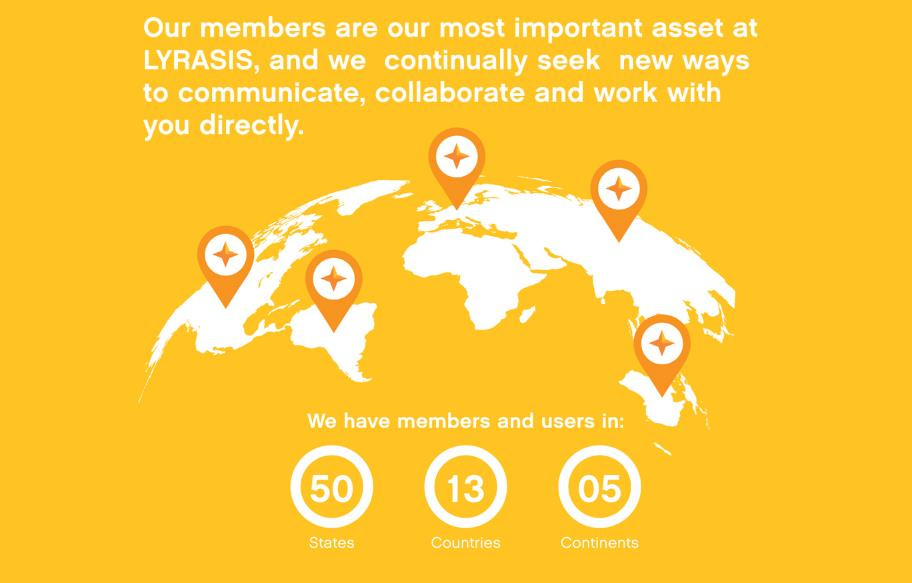 Our members are our most important asset at
LYRASIS, and we  continually seek  new ways
to communicate, collaborate and work with
you directly.
We have members and users in:
50 13 05
States Countries Continents